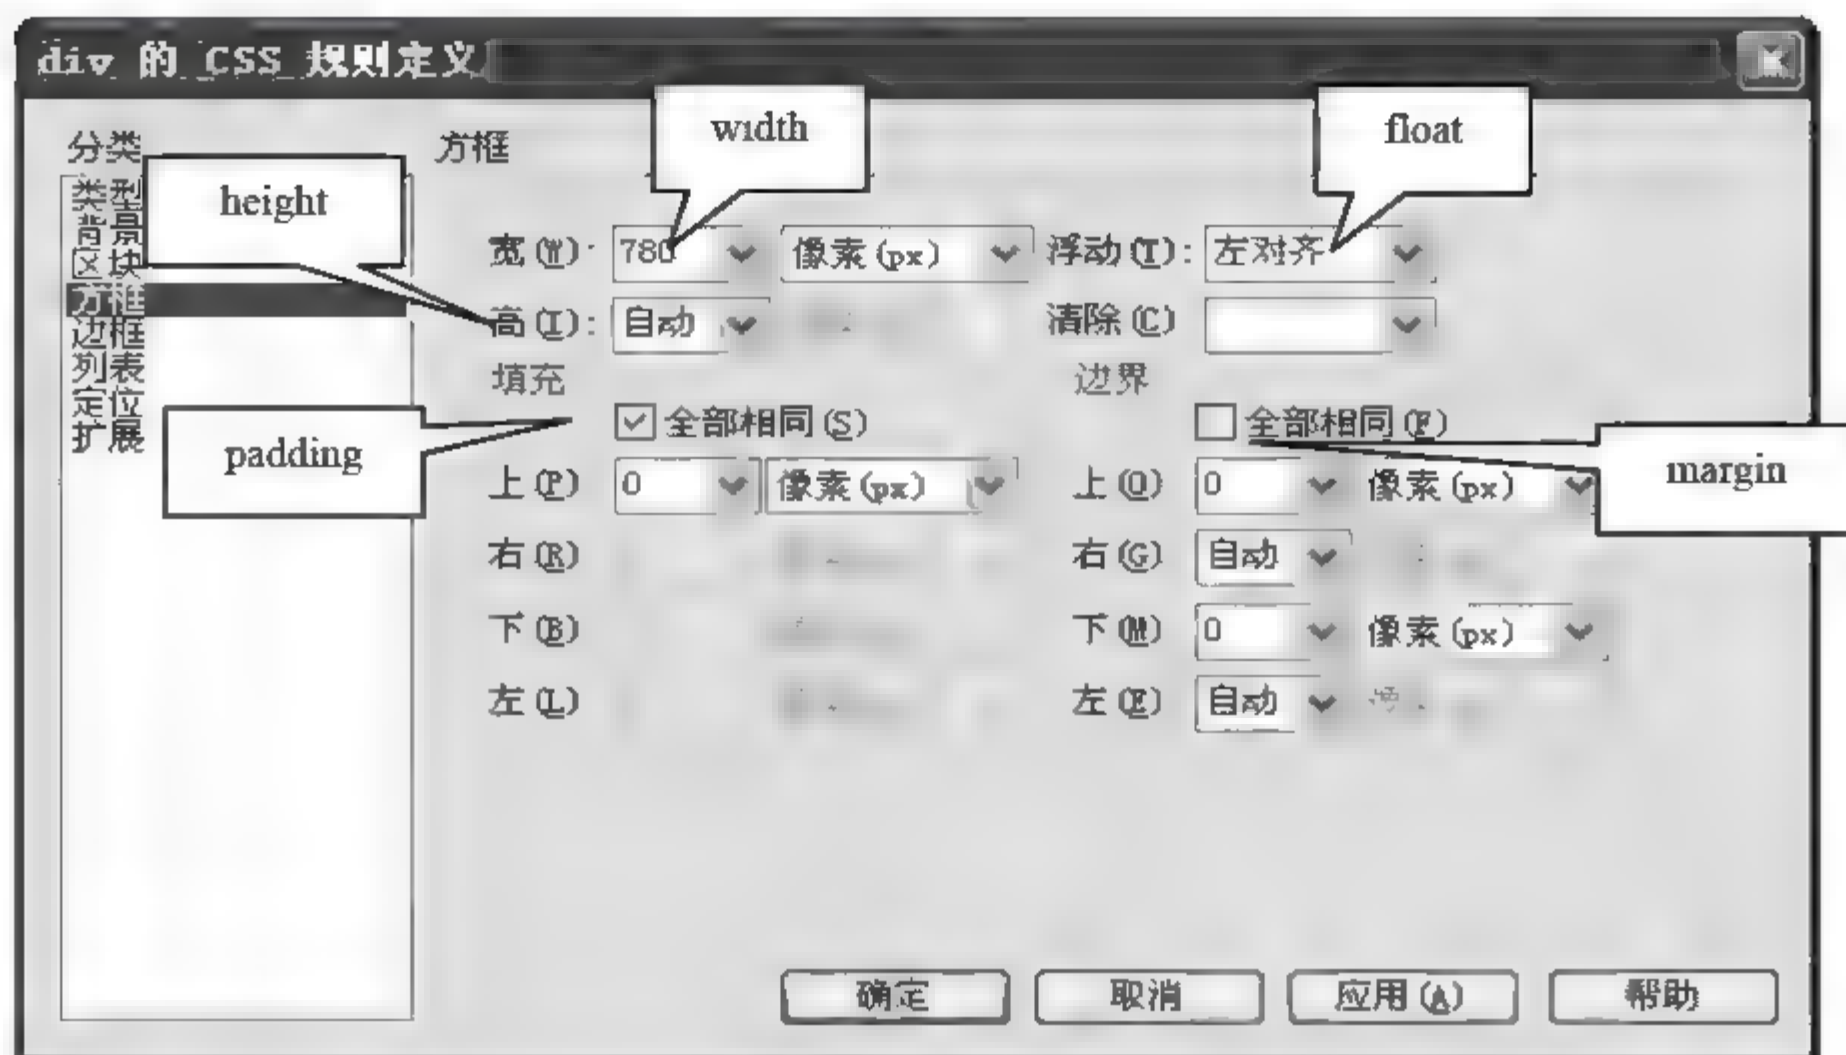 div 的 CSS 规则定义
分类
方框
width
float
height
类型
背景
区块
方框
边框
列表
定位
扩展
宽(W): 780 像素(px) 浮动(T): 左对齐
高(I): 自动 清除(C)
填充 边界
全部相同(S) 全部相同(F)
padding
margin
上(P) 0 像素(px) 上(O) 0 像素(px)
右(R) 右(G) 自动
下(B) 下(M) 0 像素(px)
左(L) 左(E) 自动
确定 取消 应用(A) 帮助